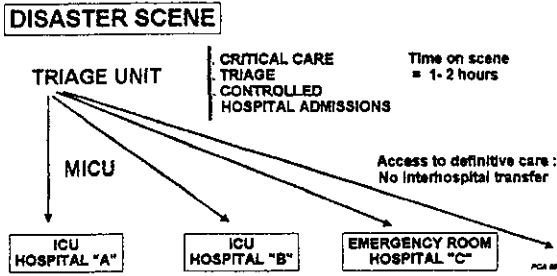 DISASTER SCENE
TRIAGE UNIT
CRITICAL CARE
TRIAGE
CONTROLLED
HOSPITAL ADMISSIONS
Time on scene
= 1- 2 hours
MICU
Access to definitive care :
No interhospital transfer
ICU
HOSPITAL "A"
ICU
HOSPITAL "B"
EMERGENCY ROOM
HOSPITAL "C"